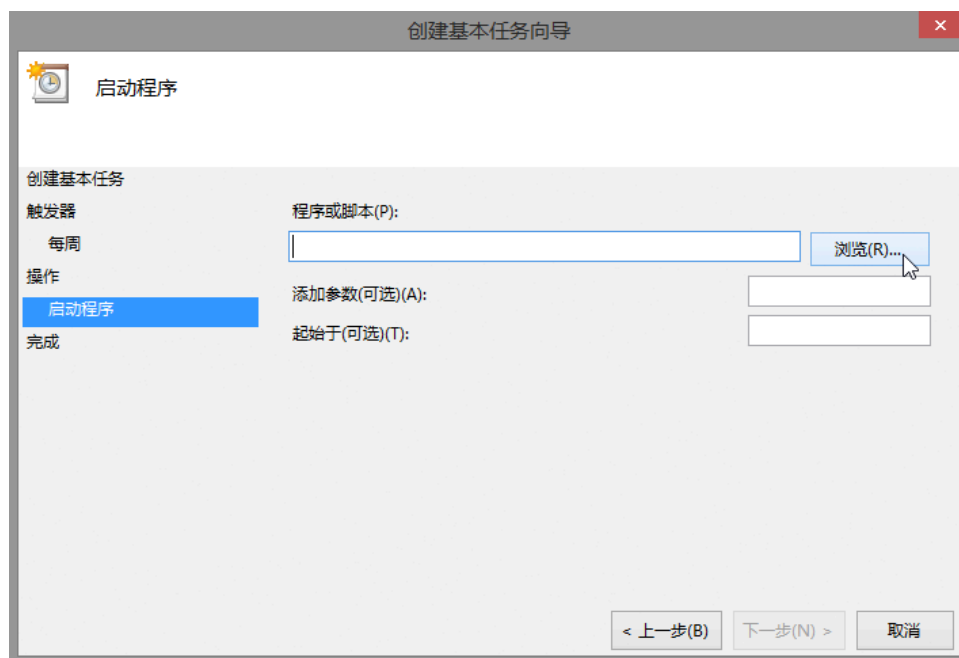 创建基本任务向导
启动程序
创建基本任务
触发器
每周
操作
启动程序
完成
程序或脚本(P):
浏览(R)...
添加参数(可选)(A):
起始于(可选)(T):
< 上一步(B)
下一步(N) >
取消